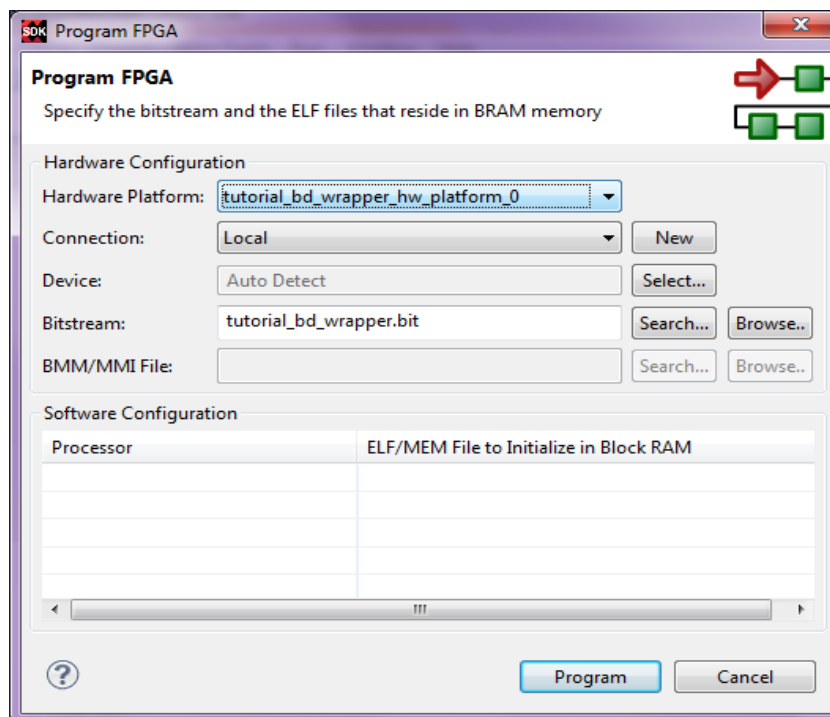 SDK Program FPGA
Program FPGA
Specify the bitstream and the ELF files that reside in BRAM memory
Hardware Configuration
Hardware Platform: tutorial_bd_wrapper_hw_platform_0
Connection: Local New
Device: Auto Detect Select...
Bitstream: tutorial_bd_wrapper.bit Search... Browse..
BMM/MMI File: Search... Browse..
Software Configuration
Processor ELF/MEM File to Initialize in Block RAM
? Program Cancel